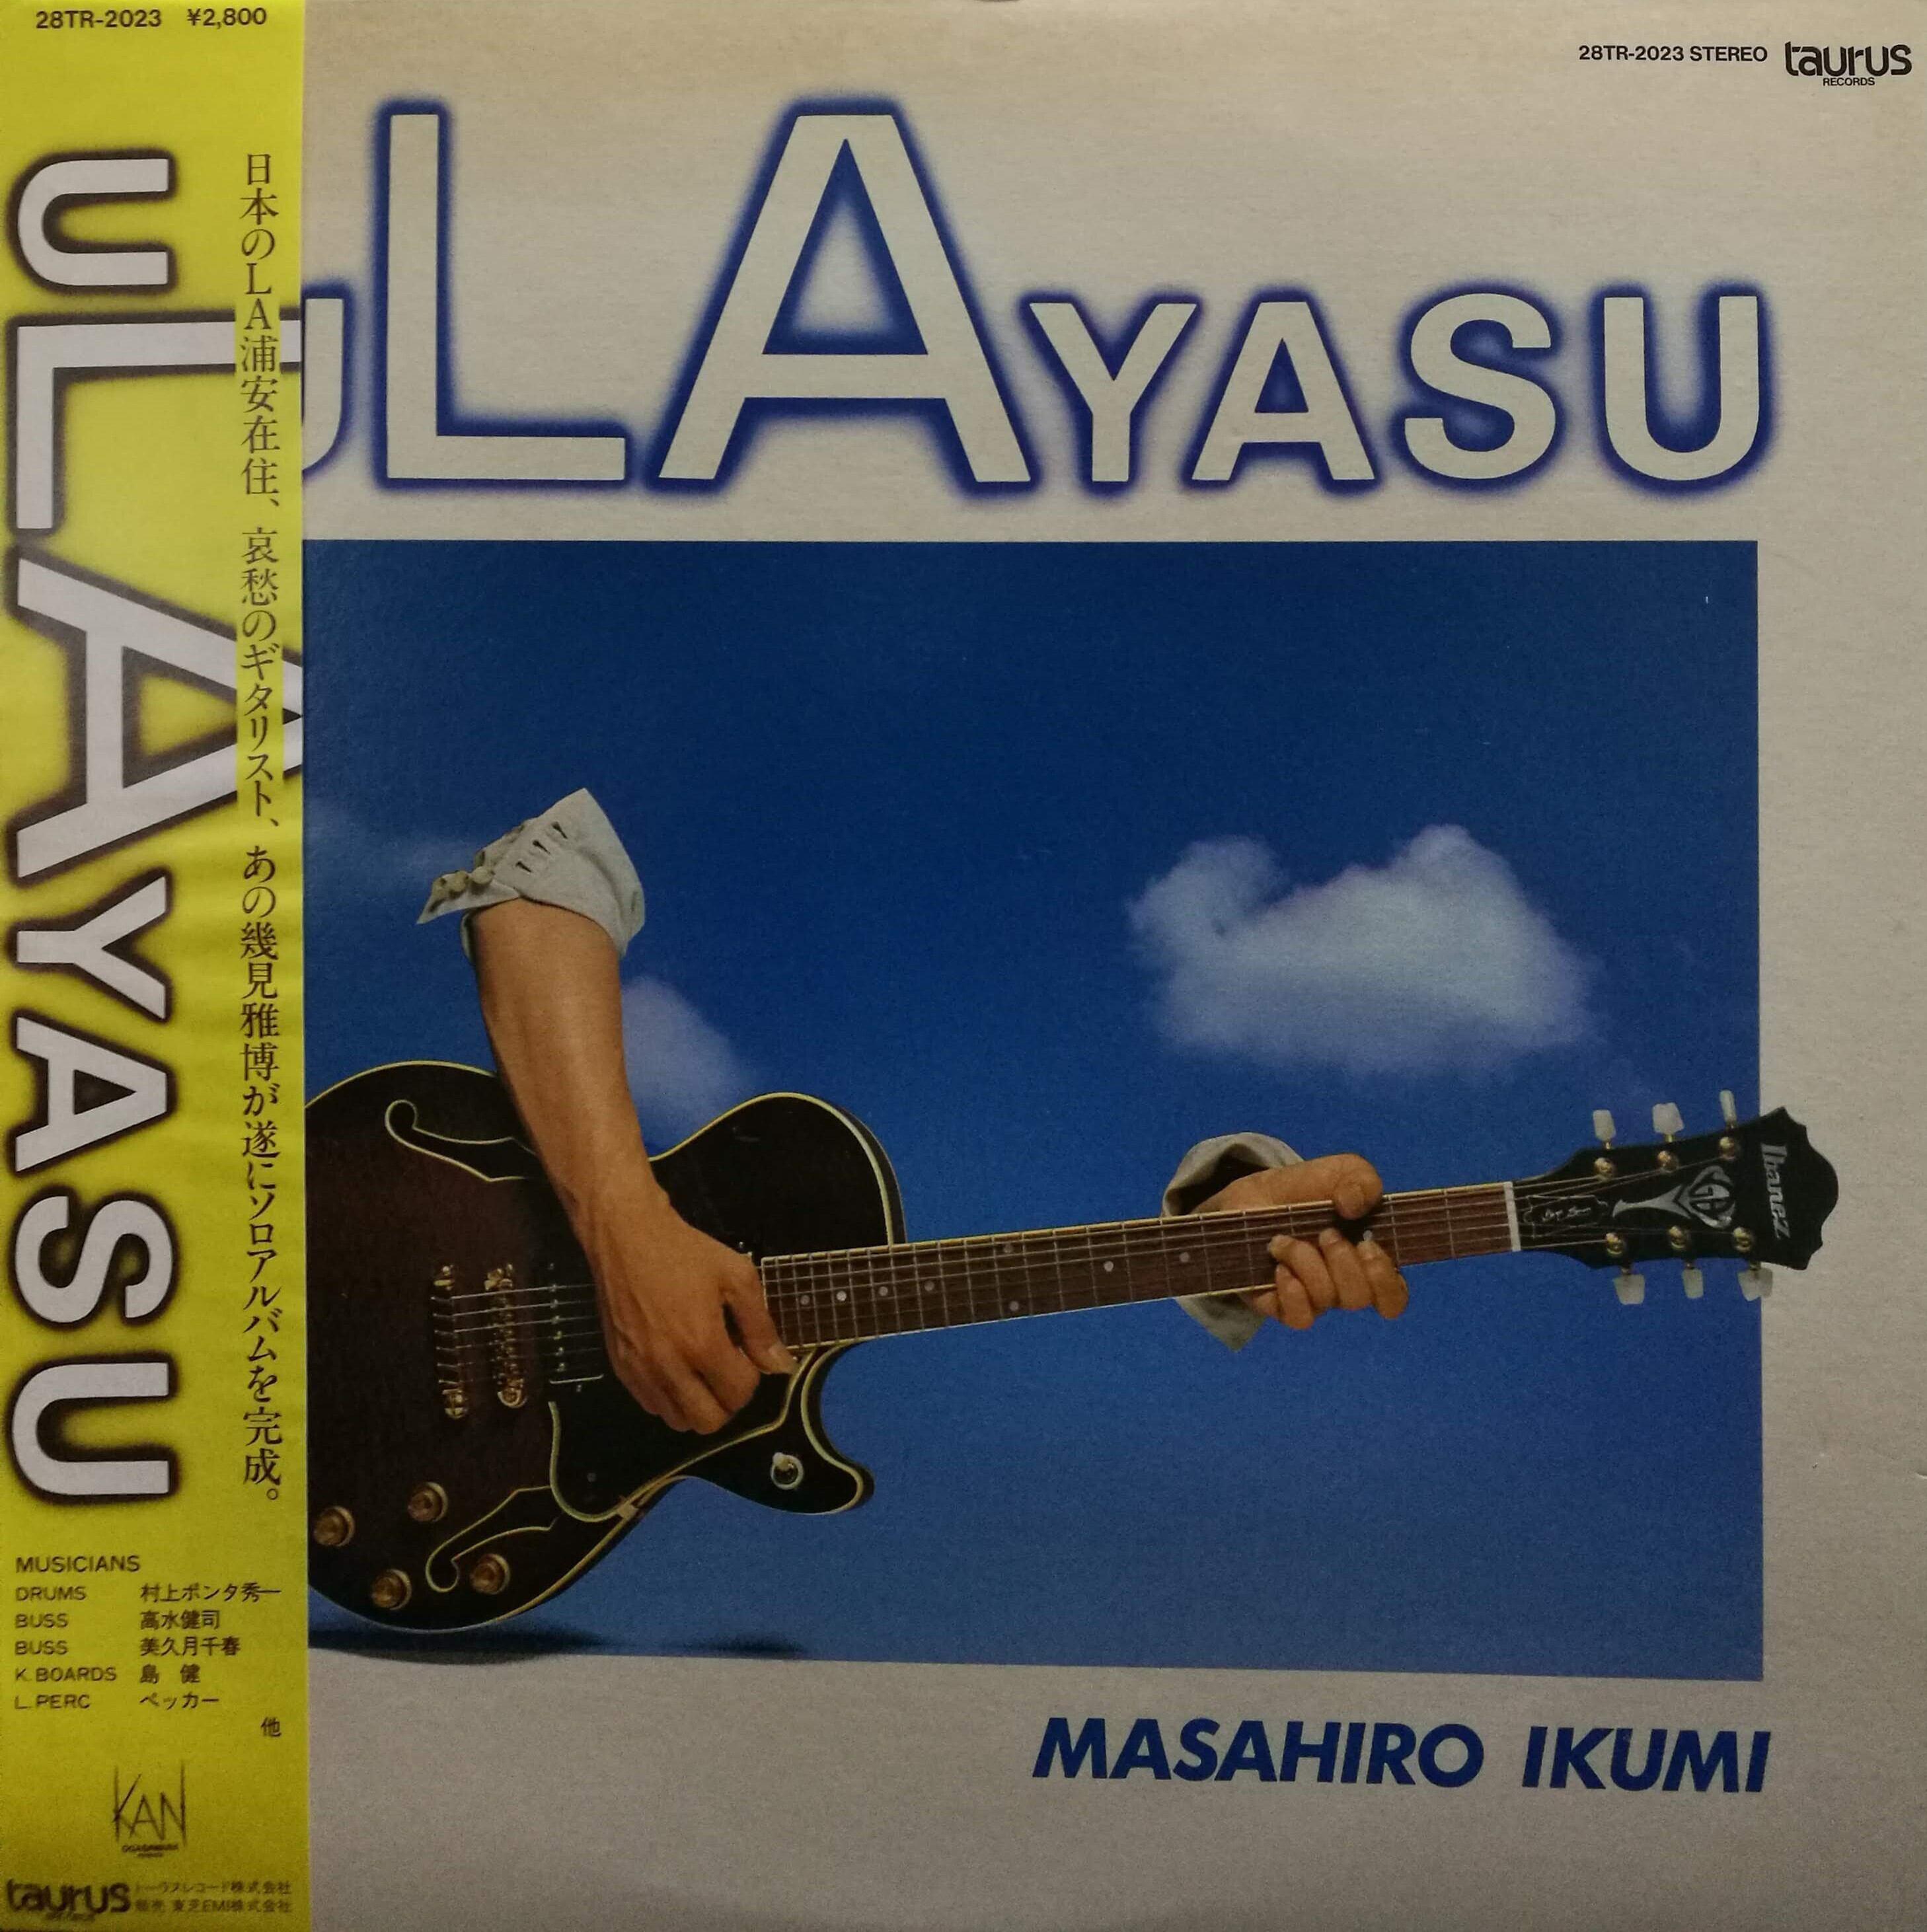 28TR-2023 ¥2,800
uLAYASU
日本のLA浦安在住、哀愁のギタリスト、あの幾見雅博が遂にソロアルバムを完成。
MUSICIANS
DRUMS 村上ポンタ秀一
BUSS 高水健司
BUSS 美久月千春
K.BOARDS 島 健
L.PERC ペッカー
他
KAN
taurus トーラスレコード株式会社
販売 東芝EMI株式会社
28TR-2023 STEREO taurus
RECORDS
uLAYASU
Ibanez
MASAHIRO IKUMI